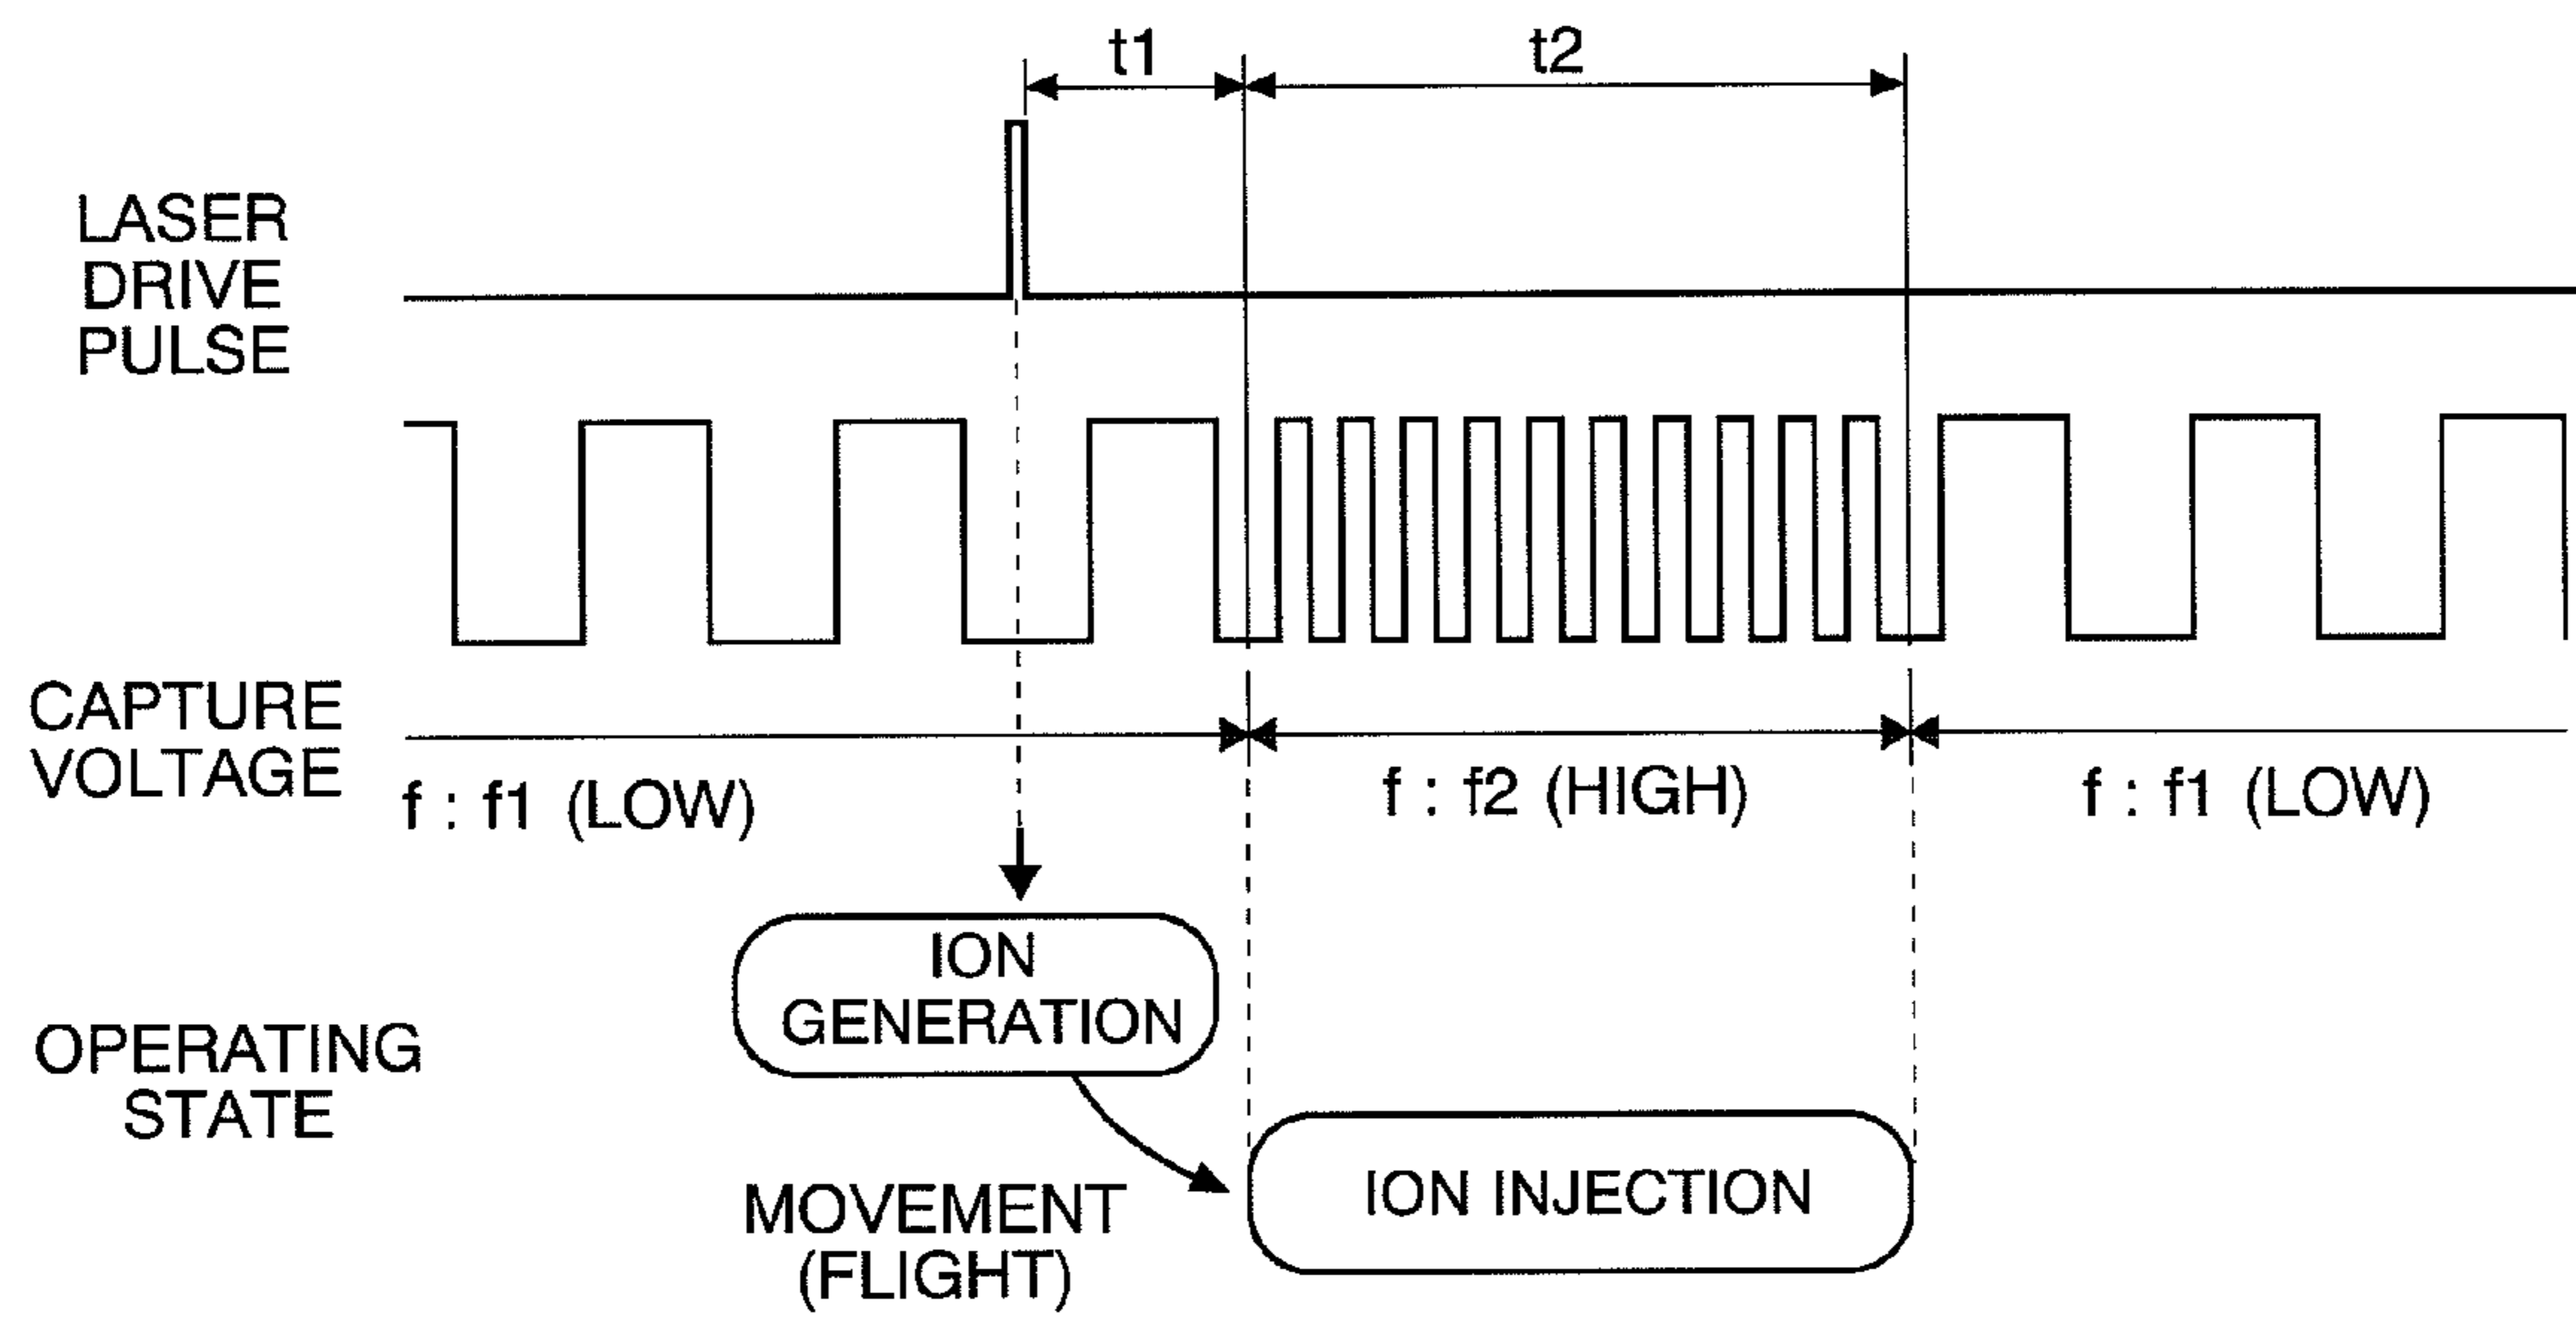 t1
t2
LASER
DRIVE
PULSE
CAPTURE
VOLTAGE
f : f1 (LOW)
f : f2 (HIGH)
f : f1 (LOW)
ION
GENERATION
OPERATING
STATE
MOVEMENT
(FLIGHT)
ION INJECTION